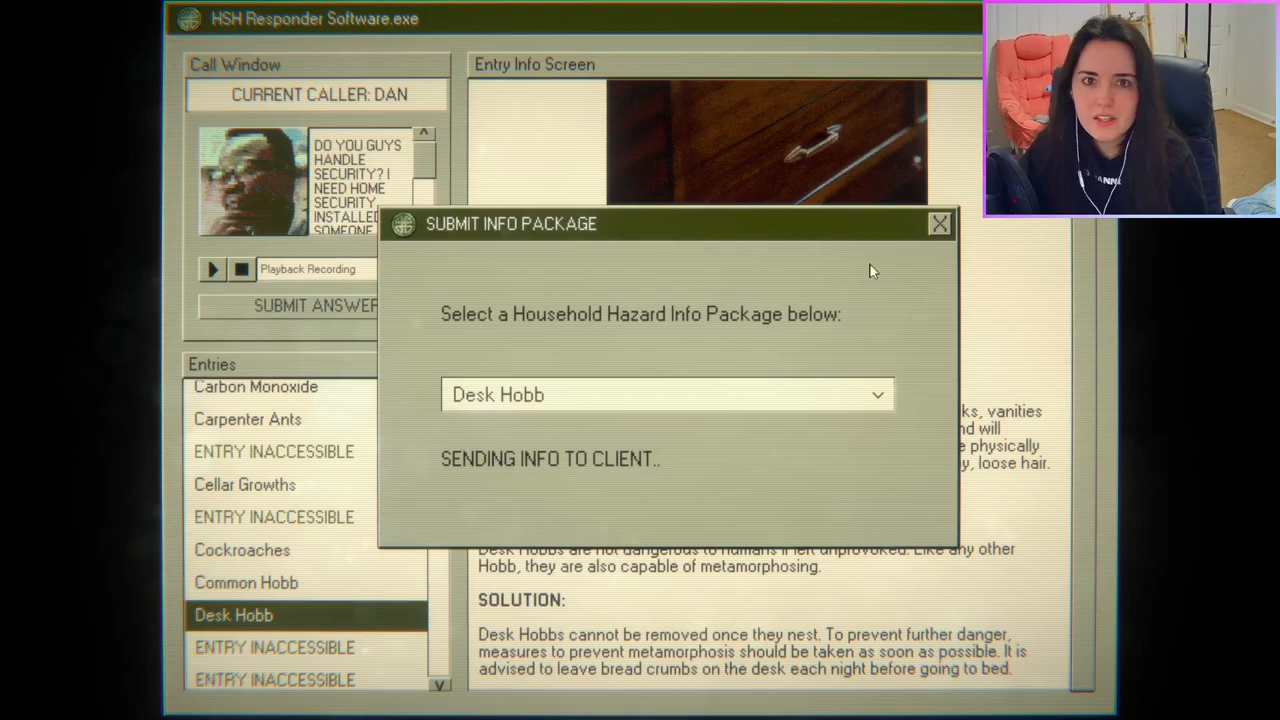 HSH Responder Software.exe
Call Window
CURRENT CALLER: DAN
DO YOU GUYS
HANDLE
SECURITY? I
NEED HOME
SECURITY
INSTALLED
SOMEONE
Playback Recording
SUBMIT ANSWER
Entries
Carbon Monoxide
Carpenter Ants
ENTRY INACCESSIBLE
Cellar Growths
ENTRY INACCESSIBLE
Cockroaches
Common Hobb
Desk Hobb
ENTRY INACCESSIBLE
ENTRY INACCESSIBLE
Entry Info Screen
SUBMIT INFO PACKAGE
Select a Household Hazard Info Package below:
Desk Hobb
SENDING INFO TO CLIENT..
vanities
will
physically
loose hair.
Desk Hobbs are not dangerous to humans if left unprovoked. Like any other
Hobb, they are also capable of metamorphosing.
SOLUTION:
Desk Hobbs cannot be removed once they nest. To prevent further danger,
measures to prevent metamorphosis should be taken as soon as possible. It is
advised to leave bread crumbs on the desk each night before going to bed.